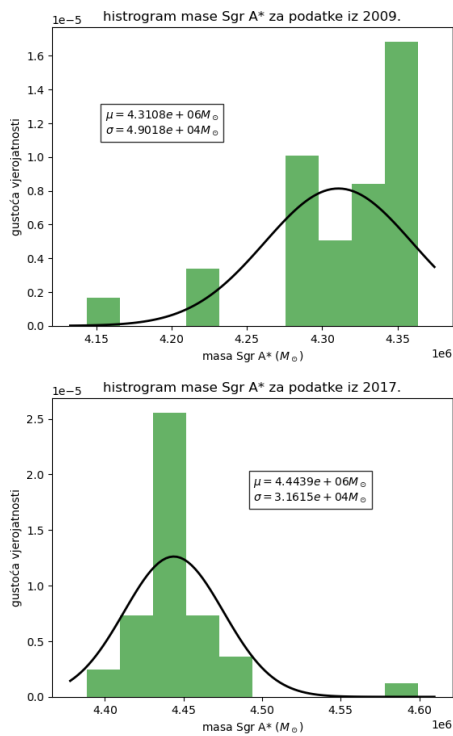 histrogram mase Sgr A* za podatke iz 2009.
1e−5
1.6
1.4
1.2
1.0
0.8
0.6
0.4
0.2
0.0
gustoća vjerojatnosti
μ = 4.3108e + 06M⊙
σ = 4.9018e + 04M⊙
4.15
4.20
4.25
4.30
4.35
1e6
masa Sgr A* (M⊙)
histrogram mase Sgr A* za podatke iz 2017.
1e−5
2.5
2.0
1.5
1.0
0.5
0.0
gustoća vjerojatnosti
μ = 4.4439e + 06M⊙
σ = 3.1615e + 04M⊙
4.40
4.45
4.50
4.55
4.60
1e6
masa Sgr A* (M⊙)